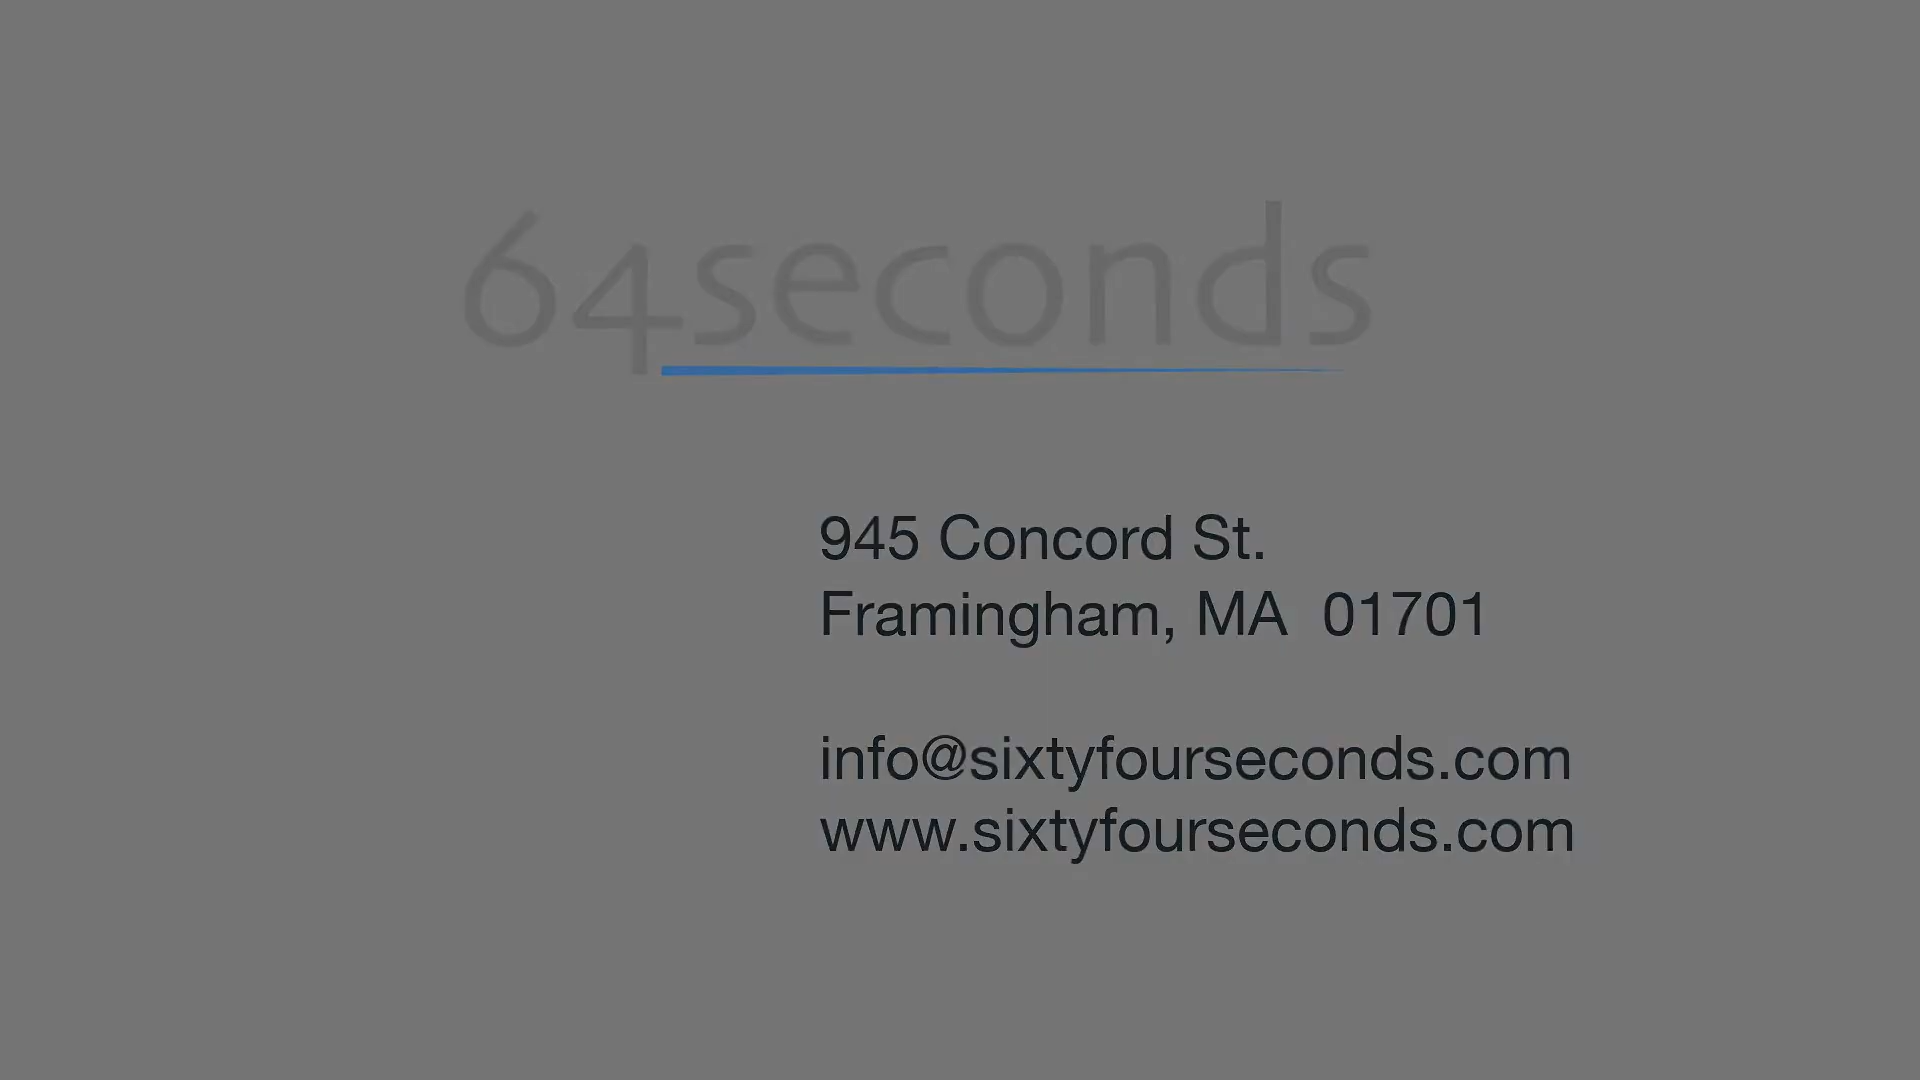 64seconds
945 Concord St.
Framingham, MA  01701
info@sixtyfourseconds.com
www.sixtyfourseconds.com